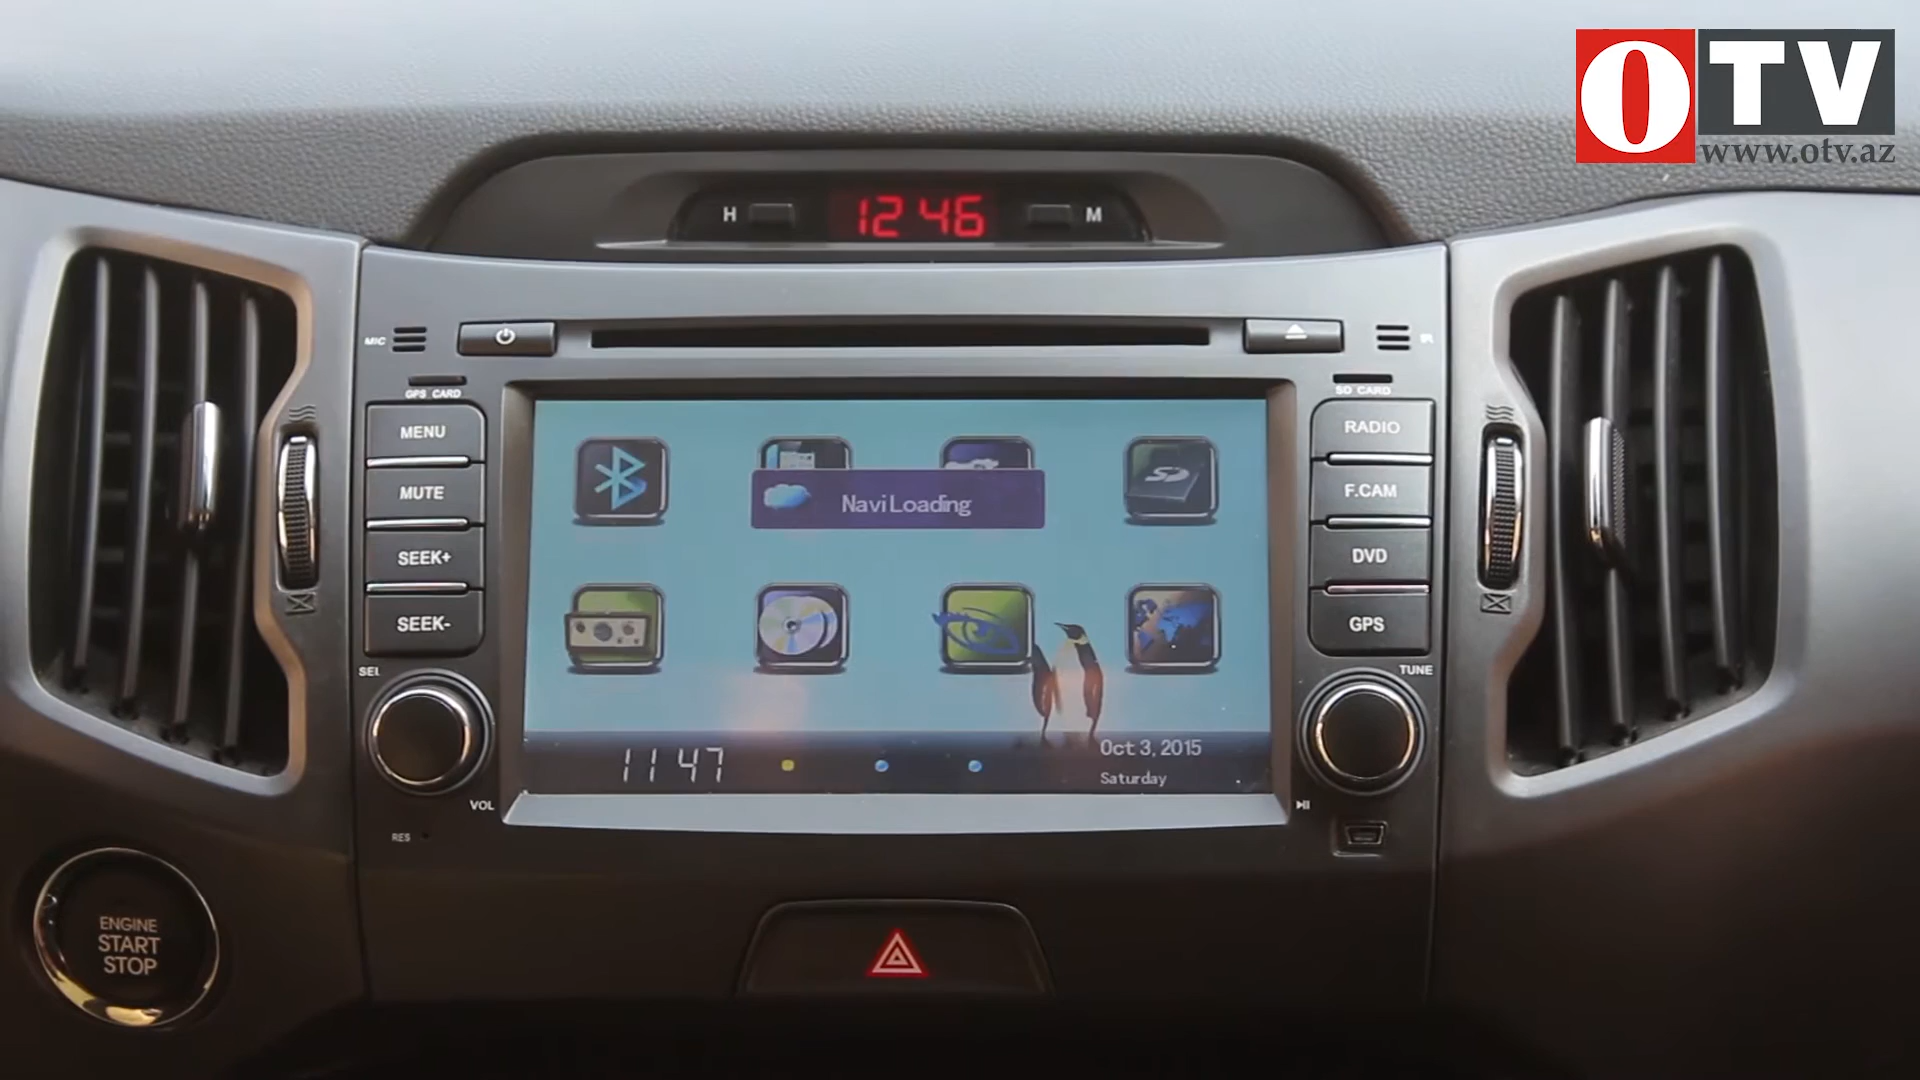 OTV
www.otv.az
H 12 46 M
MIC
GPS CARD
SD CARD
MENU
MUTE
SEEK+
SEEK-
SEL
VOL
RES
Navi Loading
SD
11 47
Oct 3, 2015
Saturday
RADIO
F.CAM
DVD
GPS
TUNE
ENGINE
START
STOP